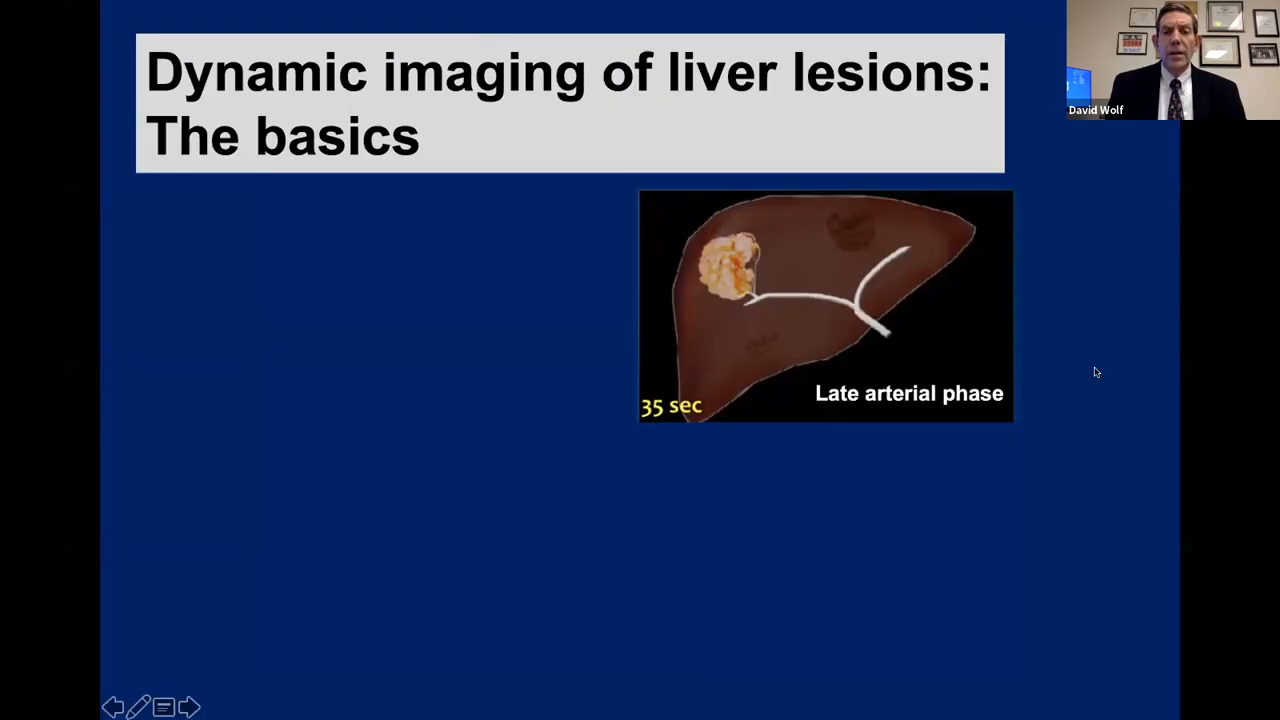 Dynamic imaging of liver lesions:
The basics
David Wolf
Late arterial phase
35 sec